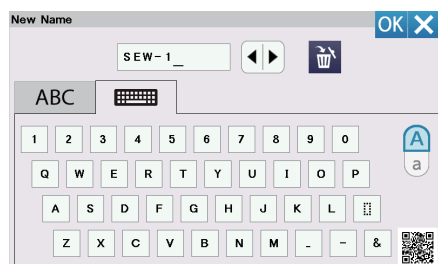 New Name
OK
SEW-1_
ABC
1 2 3 4 5 6 7 8 9 0
A
Q W E R T Y U I O P
a
A S D F G H J K L
Z X C V B N M _ - &